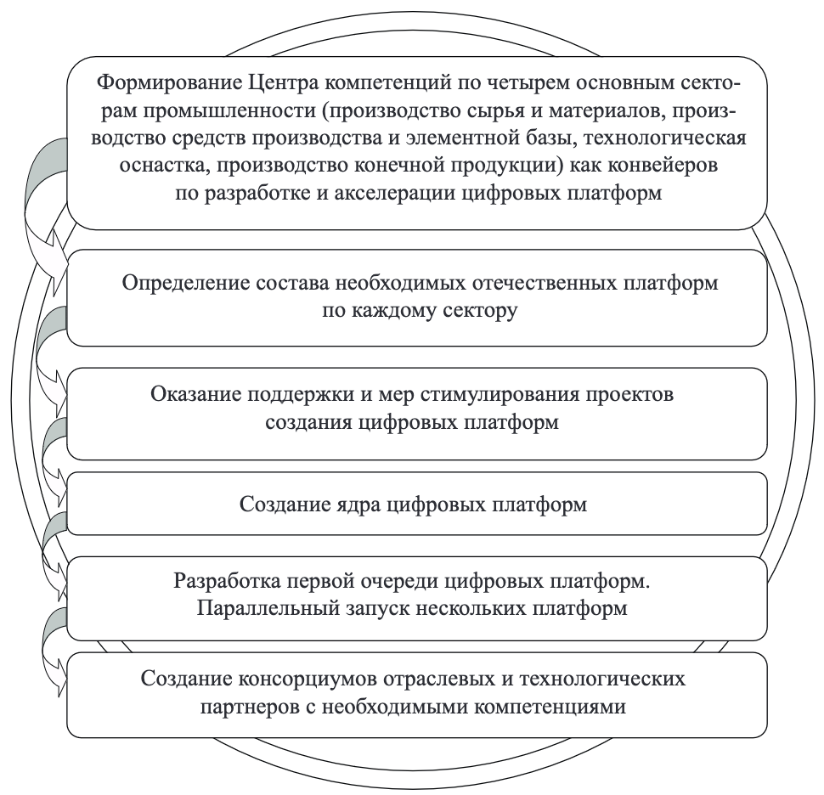 Формирование Центра компетенций по четырем основным секто-
рам промышленности (производство сырья и материалов, произ-
водство средств производства и элементной базы, технологическая
оснастка, производство конечной продукции) как конвейеров
по разработке и акселерации цифровых платформ
Определение состава необходимых отечественных платформ
по каждому сектору
Оказание поддержки и мер стимулирования проектов
создания цифровых платформ
Создание ядра цифровых платформ
Разработка первой очереди цифровых платформ.
Параллельный запуск нескольких платформ
Создание консорциумов отраслевых и технологических
партнеров с необходимыми компетенциями